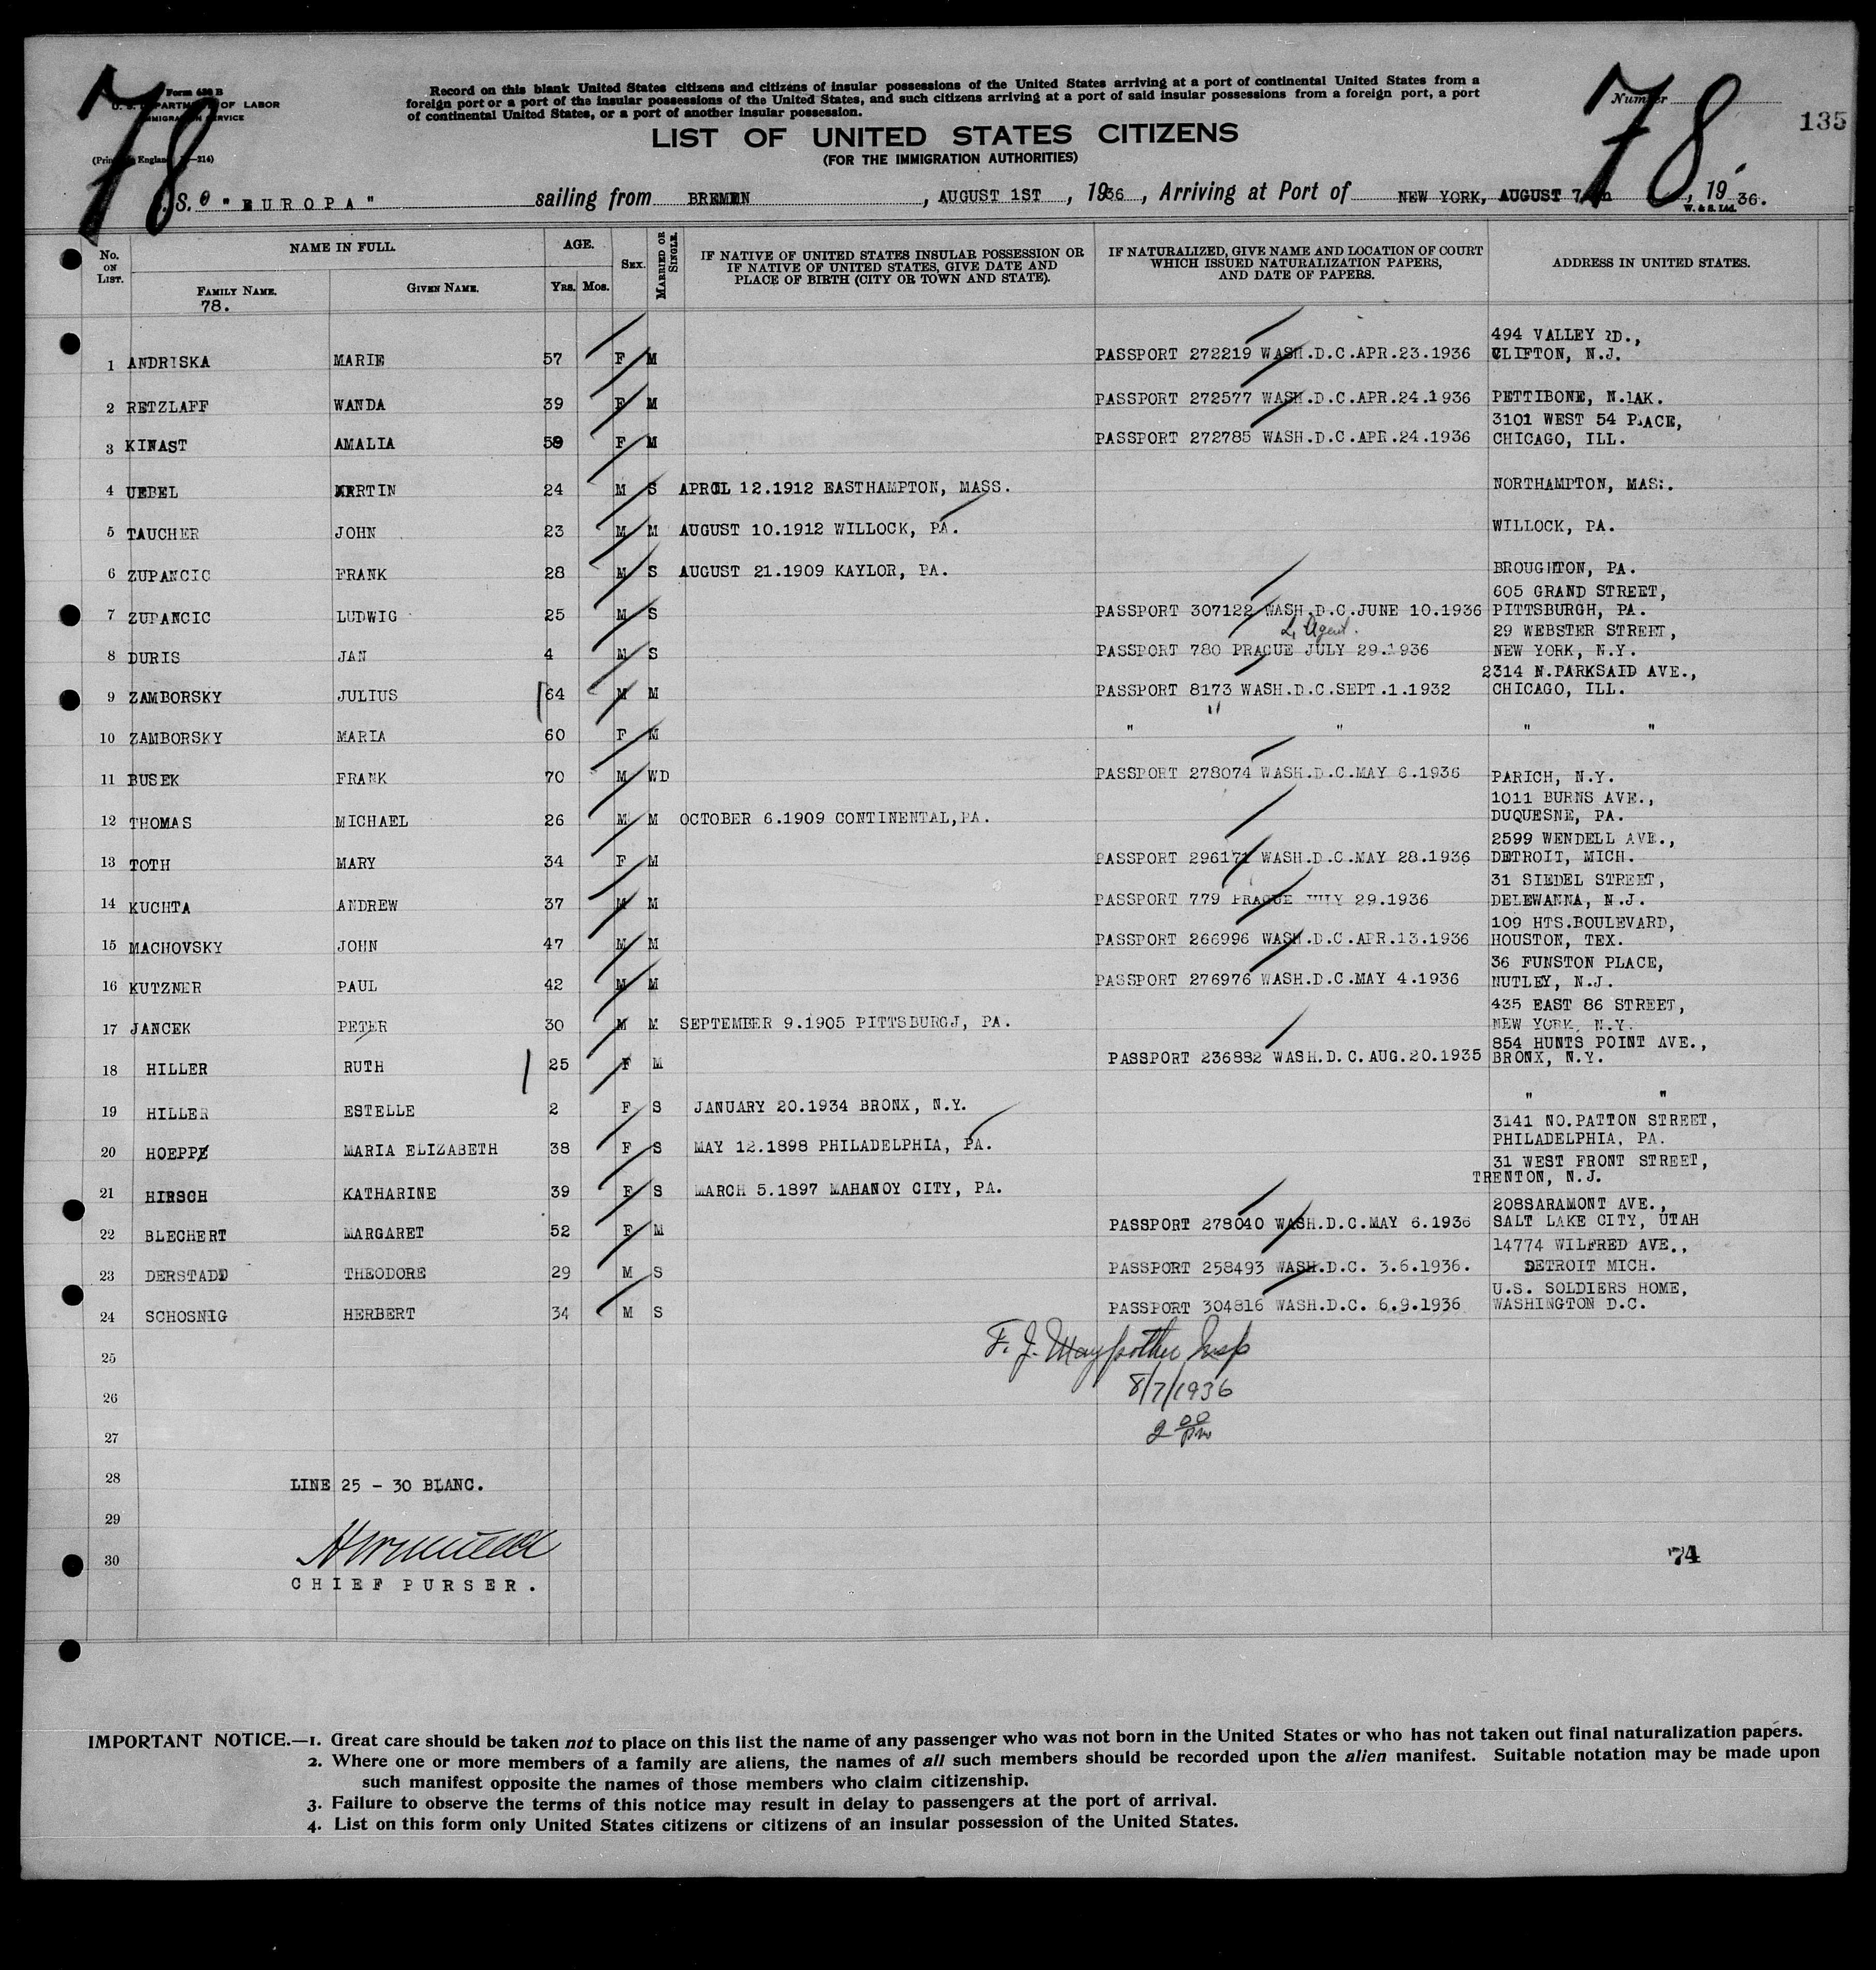 78
78
Form 630 B
U. S. DEPARTMENT OF LABOR
IMMIGRATION SERVICE
Record on this blank United States citizens and citizens of insular possessions of the United States arriving at a port of continental United States from a
foreign port or a port of the insular possessions of the United States, and such citizens arriving at a port of said insular possessions from a foreign port, a port
of continental United States, or a port of another insular possession.
Number
135
LIST OF UNITED STATES CITIZENS
(FOR THE IMMIGRATION AUTHORITIES)
S. "EUROPA" sailing from BREMEN, AUGUST 1ST, 1936, Arriving at Port of NEW YORK, AUGUST 7, 1936.
W. & S. Ltd.
No. ON LIST. NAME IN FULL. AGE. SEX. MARRIED OR SINGLE. IF NATIVE OF UNITED STATES INSULAR POSSESSION OR IF NATIVE OF UNITED STATES, GIVE DATE AND PLACE OF BIRTH (CITY OR TOWN AND STATE). IF NATURALIZED, GIVE NAME AND LOCATION OF COURT WHICH ISSUED NATURALIZATION PAPERS, AND DATE OF PAPERS. ADDRESS IN UNITED STATES.
FAMILY NAME. GIVEN NAME. YRS. MOS.
78.
494 VALLEY RD.,
1 ANDRISKA MARIE 57 F M PASSPORT 272219 WASH.D.C.APR.23.1936 CLIFTON, N.J.
2 RETZLAFF WANDA 39 F M PASSPORT 272577 WASH.D.C.APR.24.1936 PETTIBONE, N.DAK.
3101 WEST 54 PLACE,
3 KINAST AMALIA 59 F M PASSPORT 272785 WASH.D.C.APR.24.1936 CHICAGO, ILL.
4 UEBEL MARTIN 24 M S APRIL 12.1912 EASTHAMPTON, MASS. NORTHAMPTON, MASS.
5 TAUCHER JOHN 23 M M AUGUST 10.1912 WILLOCK, PA. WILLOCK, PA.
6 ZUPANCIC FRANK 28 M S AUGUST 21.1909 KAYLOR, PA. BROUGHTON, PA.
605 GRAND STREET,
7 ZUPANCIC LUDWIG 25 M S PASSPORT 307122 WASH.D.C.JUNE 10.1936 PITTSBURGH, PA.
29 WEBSTER STREET,
8 DURIS JAN 4 M S PASSPORT 780 PRAGUE JULY 29.1936 NEW YORK, N.Y.
2314 N.PARKSAID AVE.,
9 ZAMBORSKY JULIUS 64 M M PASSPORT 8173 WASH.D.C.SEPT.1.1932 CHICAGO, ILL.
10 ZAMBORSKY MARIA 60 F M " " " " "
11 BUSEK FRANK 70 M WD PASSPORT 278074 WASH.D.C.MAY 6.1936 PARICH, N.Y.
1011 BURNS AVE.,
12 THOMAS MICHAEL 26 M M OCTOBER 6.1909 CONTINENTAL,PA. DUQUESNE, PA.
2599 WENDELL AVE.,
13 TOTH MARY 34 F M PASSPORT 296171 WASH.D.C.MAY 28.1936 DETROIT, MICH.
31 SIEDEL STREET,
14 KUCHTA ANDREW 37 M M PASSPORT 779 PRAGUE JULY 29.1936 DELEWANNA, N.J.
109 HTS.BOULEVARD,
15 MACHOVSKY JOHN 47 M M PASSPORT 266996 WASH.D.C.APR.13.1936 HOUSTON, TEX.
36 FUNSTON PLACE,
16 KUTZNER PAUL 42 M M PASSPORT 276976 WASH.D.C.MAY 4.1936 NUTLEY, N.J.
435 EAST 86 STREET,
17 JANCEK PETER 30 M M SEPTEMBER 9.1905 PITTSBURGJ, PA. NEW YORK, N.Y.
854 HUNTS POINT AVE.,
18 HILLER RUTH 25 F M PASSPORT 236882 WASH.D.C.AUG.20.1935 BRONX, N.Y.
19 HILLER ESTELLE 2 F S JANUARY 20.1934 BRONX, N.Y. " "
3141 NO.PATTON STREET,
20 HOEPPE MARIA ELIZABETH 38 F S MAY 12.1898 PHILADELPHIA, PA. PHILADELPHIA, PA.
31 WEST FRONT STREET,
21 HIRSCH KATHARINE 39 F S MARCH 5.1897 MAHANOY CITY, PA. TRENTON, N.J.
208SARAMONT AVE.,
22 BLECHERT MARGARET 52 F M PASSPORT 278040 WASH.D.C.MAY 6.1936 SALT LAKE CITY, UTAH
14774 WILFRED AVE.,
23 DERSTADD THEODORE 29 M S PASSPORT 258493 WASH.D.C. 3.6.1936. DETROIT MICH.
U.S. SOLDIERS HOME,
24 SCHOSNIG HERBERT 34 M S PASSPORT 304816 WASH.D.C. 6.9.1936 WASHINGTON D.C.
25
26 8/7/1936
27 2 00 pm
28 LINE 25 - 30 BLANC.
29
30 74
CHIEF PURSER.
IMPORTANT NOTICE.—1. Great care should be taken not to place on this list the name of any passenger who was not born in the United States or who has not taken out final naturalization papers.
2. Where one or more members of a family are aliens, the names of all such members should be recorded upon the alien manifest. Suitable notation may be made upon
such manifest opposite the names of those members who claim citizenship.
3. Failure to observe the terms of this notice may result in delay to passengers at the port of arrival.
4. List on this form only United States citizens or citizens of an insular possession of the United States.